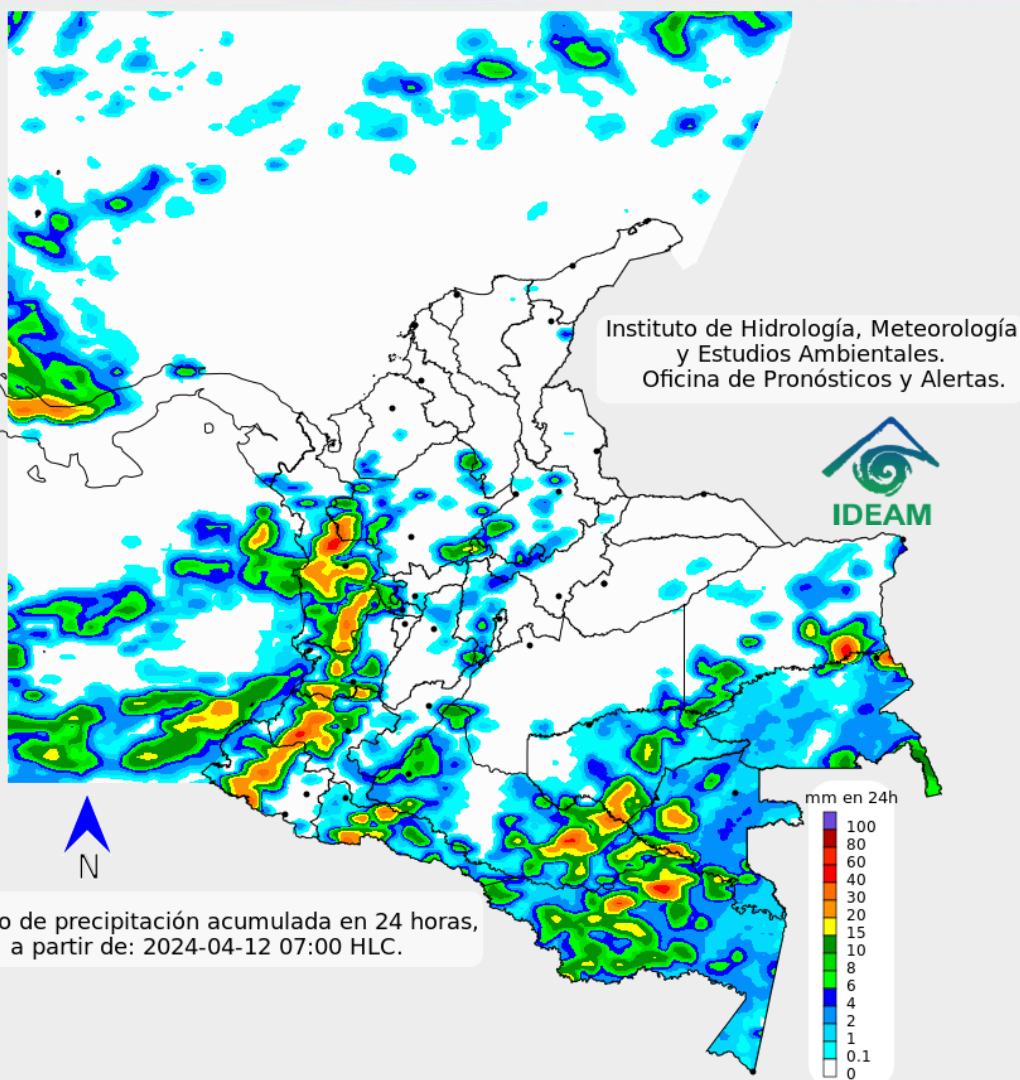 Instituto de Hidrología, Meteorología
y Estudios Ambientales.
Oficina de Pronósticos y Alertas.
IDEAM
N
o de precipitación acumulada en 24 horas,
a partir de: 2024-04-12 07:00 HLC.
mm en 24h
100
80
60
40
30
20
15
10
8
6
4
2
1
0.1
0